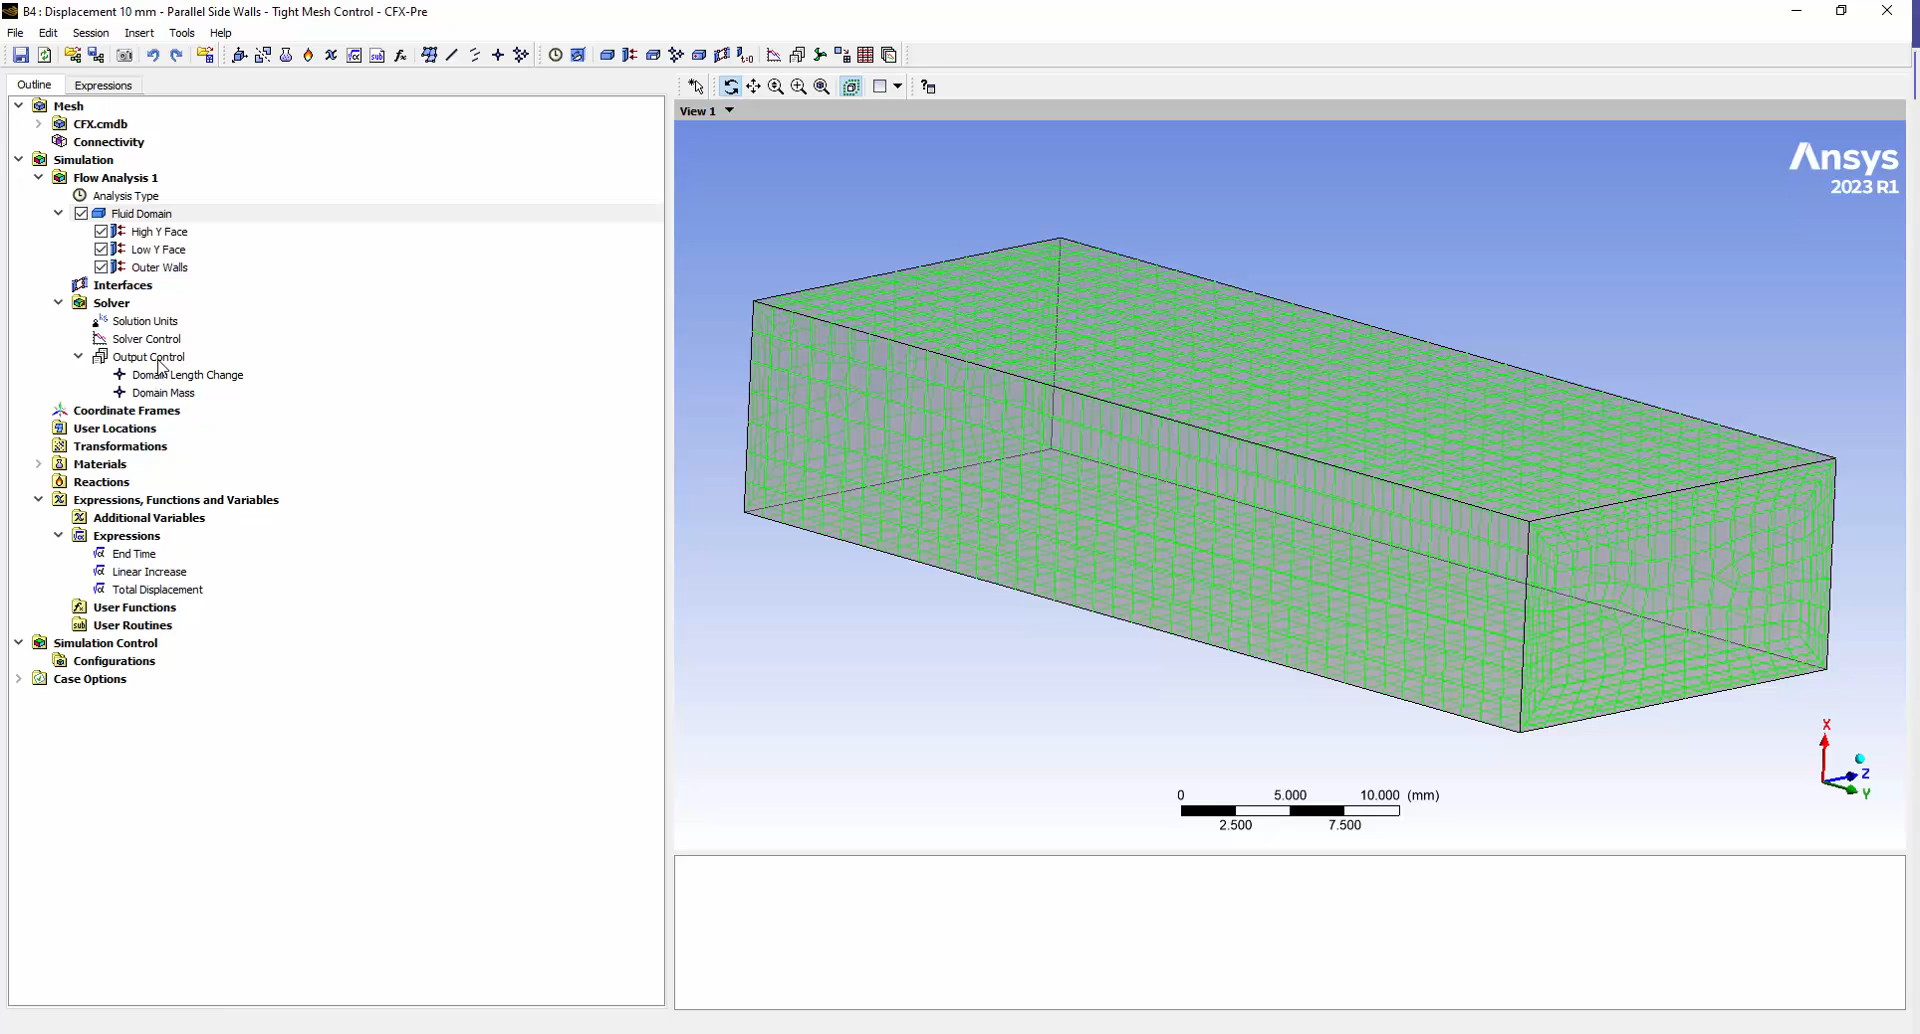 B4 : Displacement 10 mm - Parallel Side Walls - Tight Mesh Control - CFX-Pre
File Edit Session Insert Tools Help
Outline Expressions
View 1
Mesh
CFX.cmdb
Connectivity
Simulation
Flow Analysis 1
Analysis Type
Fluid Domain
High Y Face
Low Y Face
Outer Walls
Interfaces
Solver
Solution Units
Solver Control
Output Control
Domain Length Change
Domain Mass
Coordinate Frames
User Locations
Transformations
Materials
Reactions
Expressions, Functions and Variables
Additional Variables
Expressions
End Time
Linear Increase
Total Displacement
User Functions
User Routines
Simulation Control
Configurations
Case Options
Ansys
2023 R1
X
Z
Y
0 5.000 10.000 (mm)
2.500 7.500